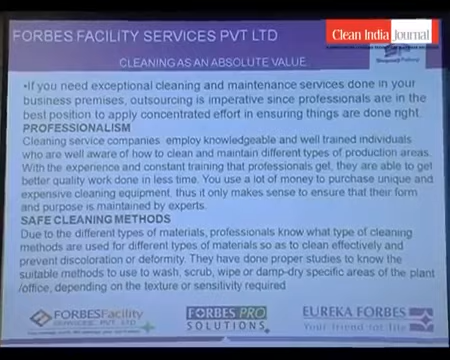 FORBES FACILITY SERVICES PVT LTD
Clean India Journal
CLEANING AS AN ABSOLUTE VALUE
•If you need exceptional cleaning and maintenance services done in your
business premises, outsourcing is imperative since professionals are in the
best position to apply concentrated effort in ensuring things are done right.
PROFESSIONALISM
Cleaning service companies employ knowledgeable and well trained individuals
who are well aware of how to clean and maintain different types of production areas.
With the experience and constant training that professionals get, they are able to get
better quality work done in less time. You use a lot of money to purchase unique and
expensive cleaning equipment, thus it only makes sense to ensure that their form
and purpose is maintained by experts.
SAFE CLEANING METHODS
Due to the different types of materials, professionals know what type of cleaning
methods are used for different types of materials so as to clean effectively and
prevent discoloration or deformity. They have done proper studies to know the
suitable methods to use to wash, scrub, wipe or damp-dry specific areas of the plant
/office, depending on the texture or sensitivity required
FORBESFacility
SERVICES PVT LTD
FORBES PRO
SOLUTIONS
EUREKA FORBES
Your friend for life